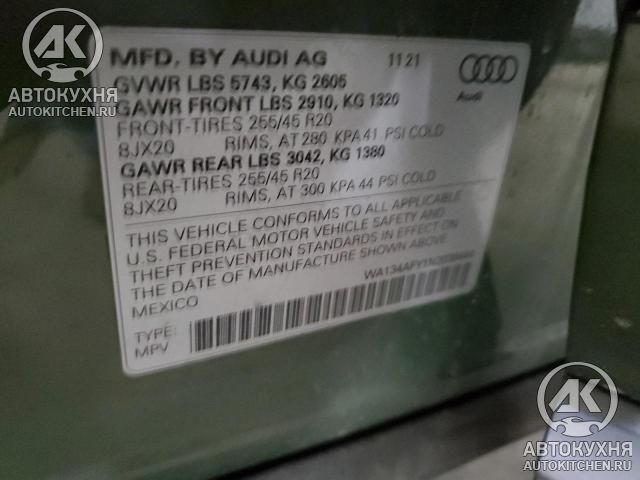 MFD. BY AUDI AG 11 21
GVWR LBS 5743, KG 2605
GAWR FRONT LBS 2910, KG 1320
FRONT-TIRES 255/45 R20
8JX20 RIMS, AT 280 KPA 41 PSI COLD
GAWR REAR LBS 3042, KG 1380
REAR-TIRES 255/45 R20
8JX20 RIMS, AT 300 KPA 44 PSI COLD
Audi
THIS VEHICLE CONFORMS TO ALL APPLICABLE
U.S. FEDERAL MOTOR VEHICLE SAFETY AND
THEFT PREVENTION STANDARDS IN EFFECT ON
THE DATE OF MANUFACTURE SHOWN ABOVE
MEXICO
TYPE:
MPV
АК
АВТОКУХНЯ
AUTOKITCHEN.RU
АК
АВТОКУХНЯ
AUTOKITCHEN.RU